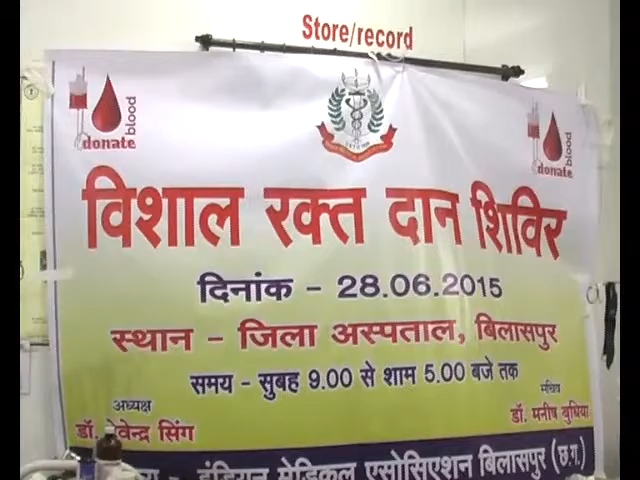 Store/record
donate blood
donate blood
विशाल रक्त दान शिविर
दिनांक - 28.06.2015
स्थान - जिला अस्पताल, बिलासपुर
समय - सुबह 9.00 से शाम 5.00 बजे तक
अध्यक्ष
सचिव
डॉ. सिंग
डॉ. मनीष बुधिया
- इंडियन मेडिकल एसोसिएशन बिलासपुर (छ.ग.)